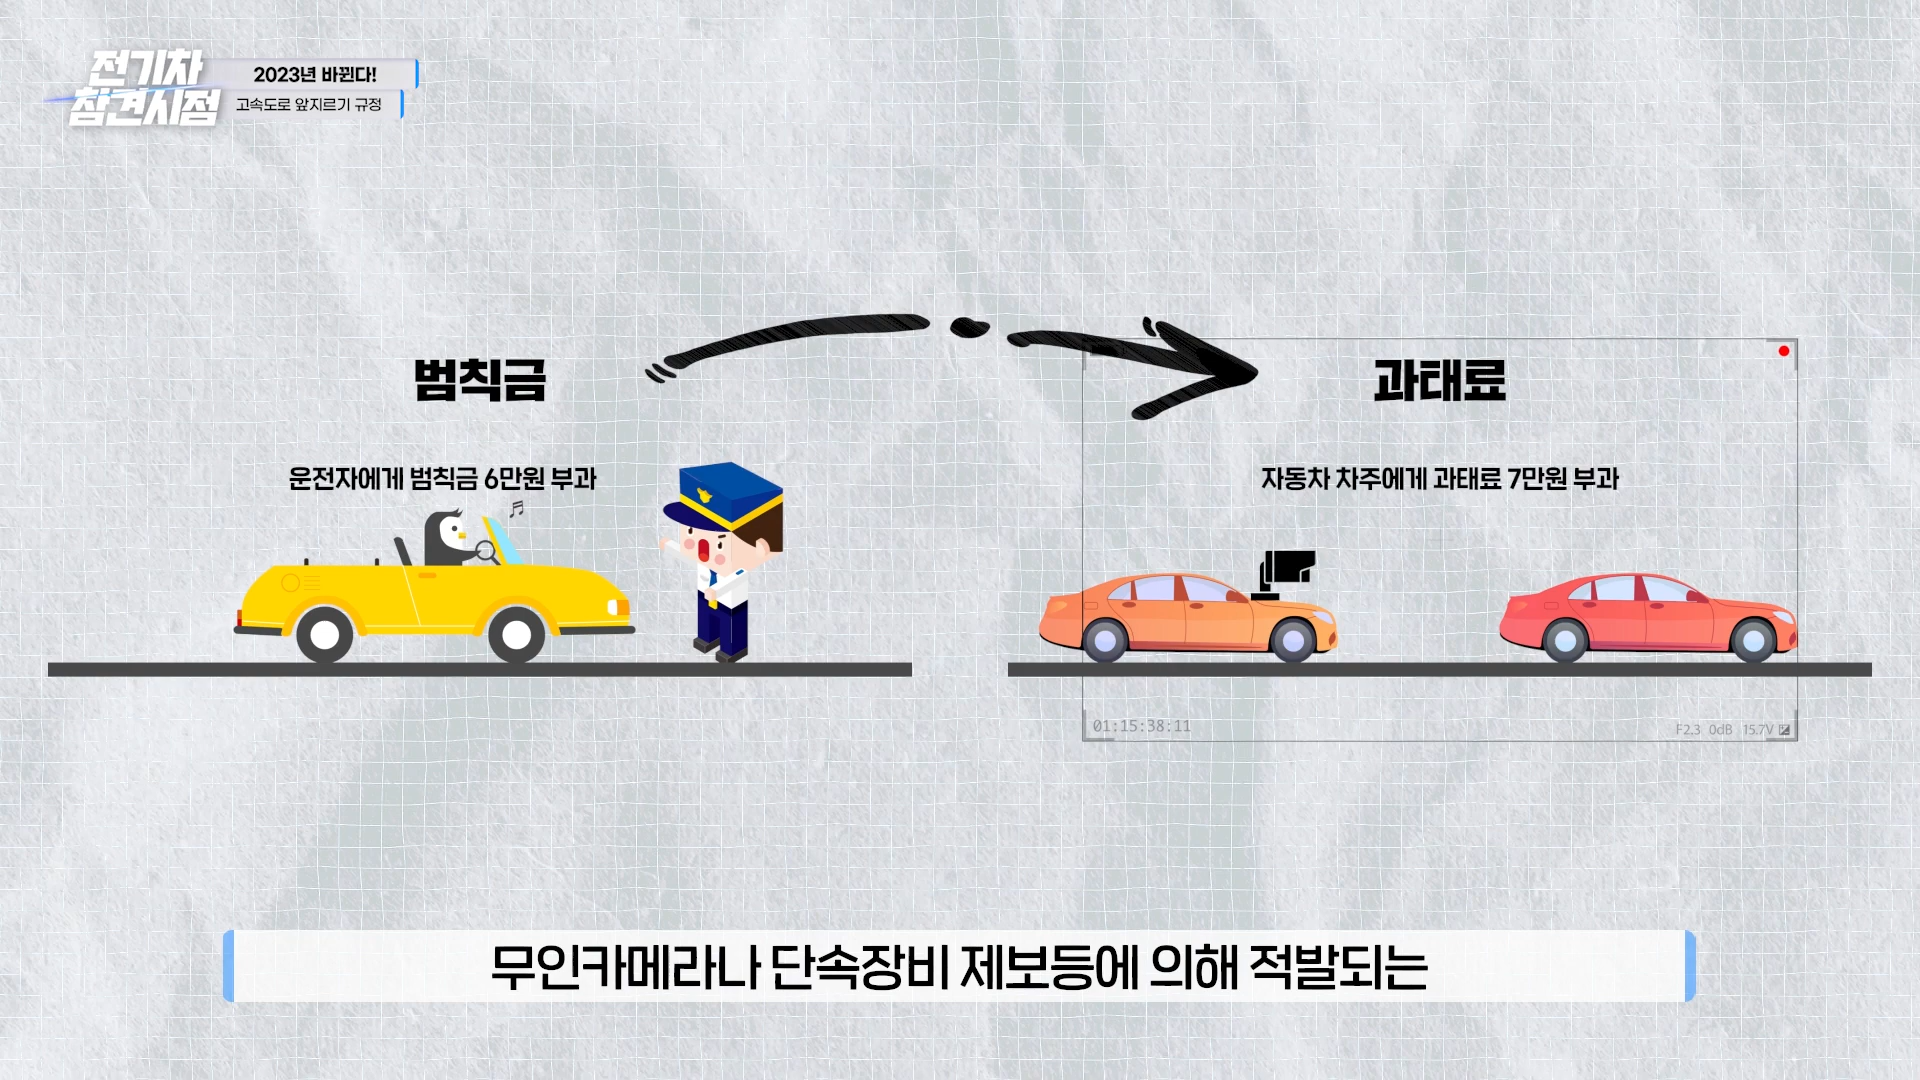 전기차
참견시점
2023년 바뀐다!
고속도로 앞지르기 규정
범칙금
과태료
운전자에게 범칙금 6만원 부과
자동차 차주에게 과태료 7만원 부과
01:15:38:11
F2.3 0dB 15.7V
무인카메라나 단속장비 제보등에 의해 적발되는